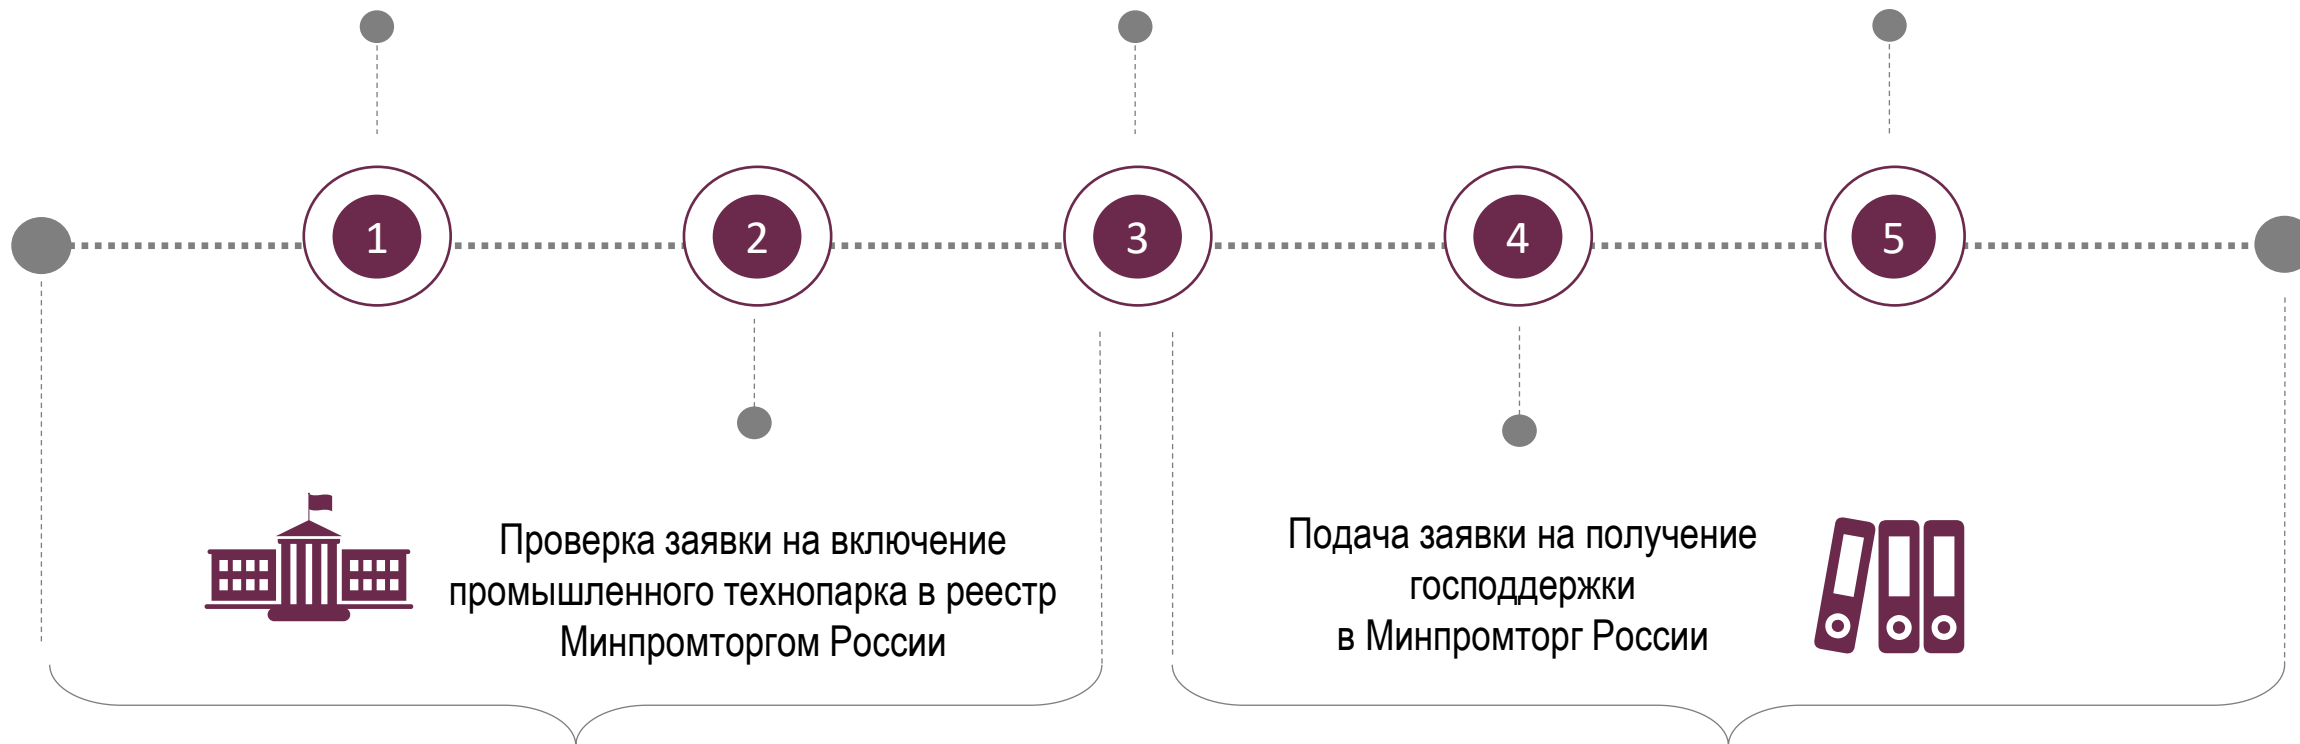 1
2
3
4
5
Проверка заявки на включение
промышленного технопарка в реестр
Минпромторгом России
Подача заявки на получение
господдержки
в Минпромторг России